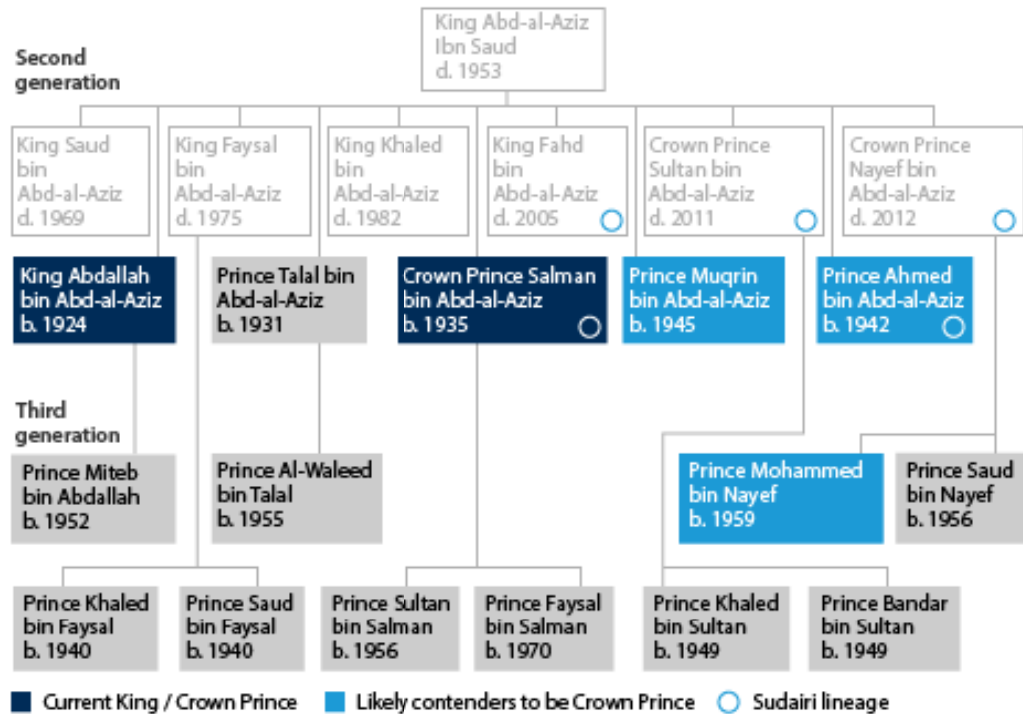 King Abd-al-Aziz
Ibn Saud
d. 1953
Second
generation
King Saud
bin
Abd-al-Aziz
d. 1969
King Faysal
bin
Abd-al-Aziz
d. 1975
King Khaled
bin
Abd-al-Aziz
d. 1982
King Fahd
bin
Abd-al-Aziz
d. 2005
Crown Prince
Sultan bin
Abd-al-Aziz
d. 2011
Crown Prince
Nayef bin
Abd-al-Aziz
d. 2012
King Abdallah
bin Abd-al-Aziz
b. 1924
Prince Talal bin
Abd-al-Aziz
b. 1931
Crown Prince Salman
bin Abd-al-Aziz
b. 1935
Prince Muqrin
bin Abd-al-Aziz
b. 1945
Prince Ahmed
bin Abd-al-Aziz
b. 1942
Third
generation
Prince Miteb
bin Abdallah
b. 1952
Prince Al-Waleed
bin Talal
b. 1955
Prince Mohammed
bin Nayef
b. 1959
Prince Saud
bin Nayef
b. 1956
Prince Khaled
bin Faysal
b. 1940
Prince Saud
bin Faysal
b. 1940
Prince Sultan
bin Salman
b. 1956
Prince Faysal
bin Salman
b. 1970
Prince Khaled
bin Sultan
b. 1949
Prince Bandar
bin Sultan
b. 1949
Current King / Crown Prince
Likely contenders to be Crown Prince
Sudairi lineage